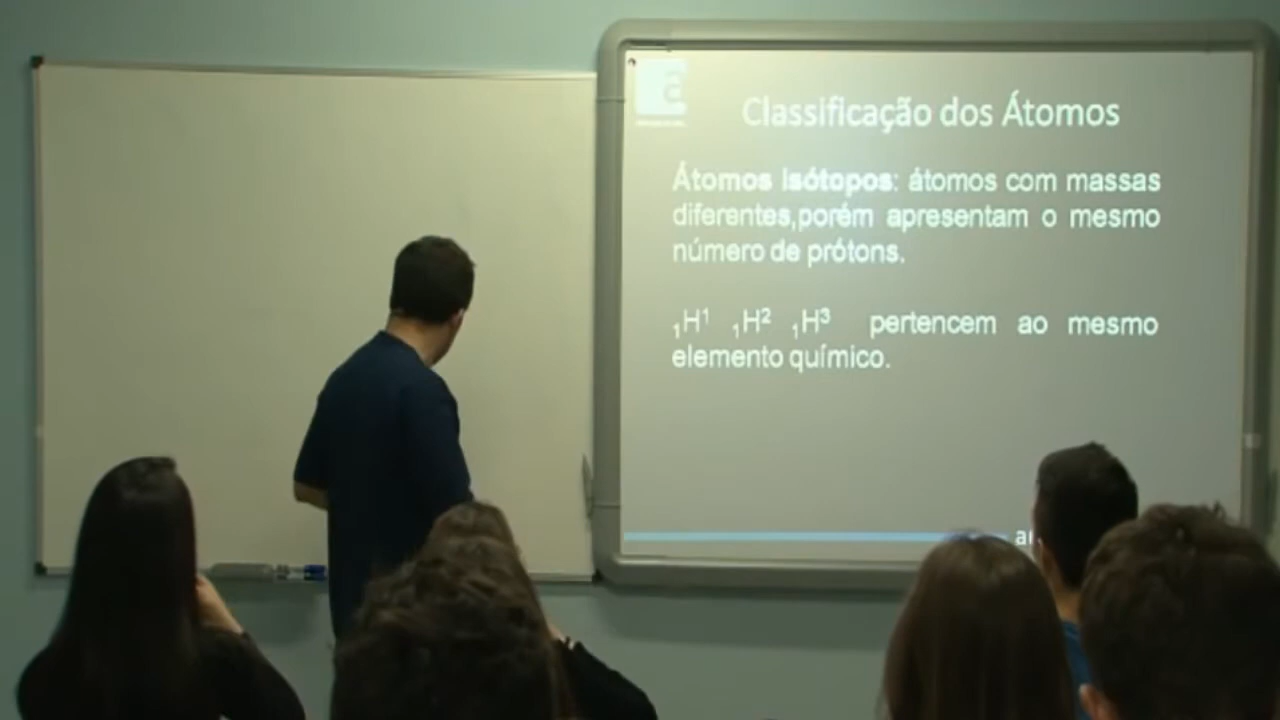 Classificação dos Átomos
Átomos Isótopos: átomos com massas
diferentes,porém apresentam o mesmo
número de prótons.
₁H¹ ₁H² ₁H³ pertencem ao mesmo
elemento químico.